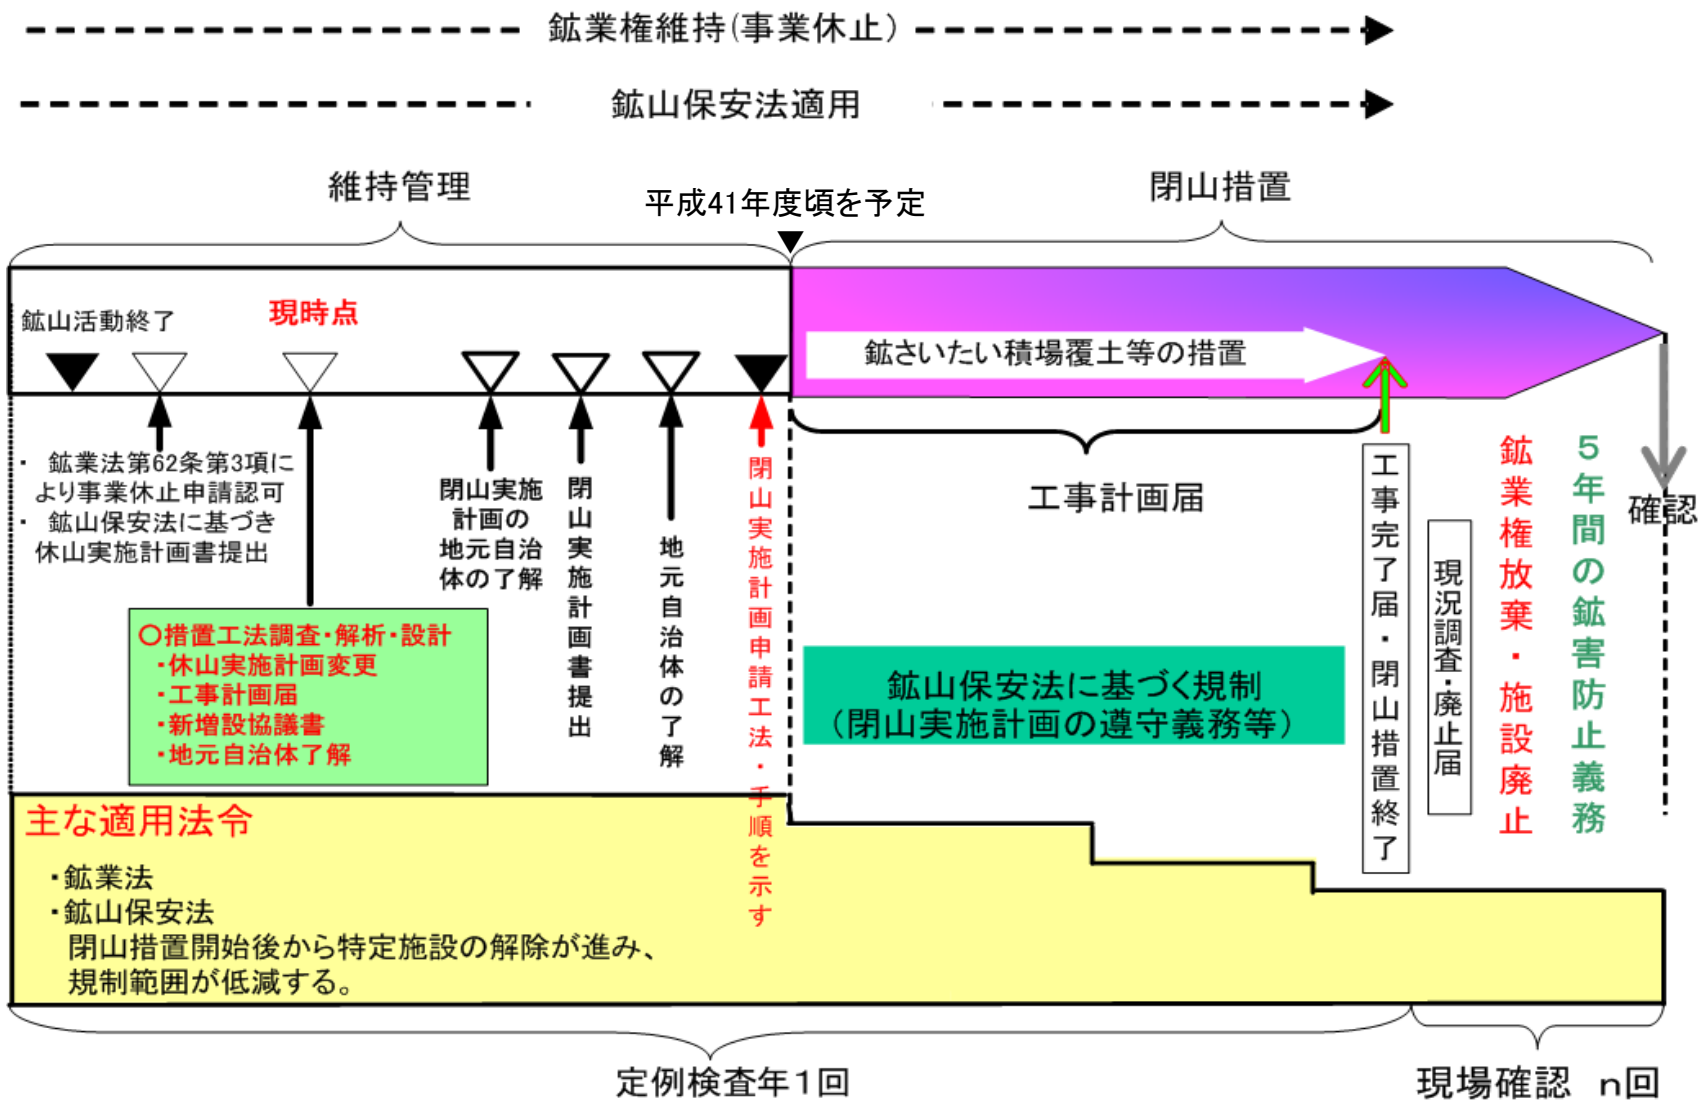 鉱業権維持(事業休止)
鉱山保安法適用
維持管理
平成41年度頃を予定
閉山措置
鉱山活動終了
現時点
鉱さいたい積場覆土等の措置
・ 鉱業法第62条第3項に
より事業休止申請認可
・ 鉱山保安法に基づき
休山実施計画書提出
閉山実施
計画の
地元自治
体の了解
閉山実施計画書提出
地元自治体の了解
閉山実施計画申請工法・手順を示す
工事計画届
工事完了届・閉山措置終了
現況調査・廃止届
鉱業権放棄・施設廃止
5年間の鉱害防止義務
確認
〇措置工法調査・解析・設計
・休山実施計画変更
・工事計画届
・新増設協議書
・地元自治体了解
鉱山保安法に基づく規制
(閉山実施計画の遵守義務等)
主な適用法令
・鉱業法
・鉱山保安法
閉山措置開始後から特定施設の解除が進み、
規制範囲が低減する。
定例検査年1回
現場確認 n回